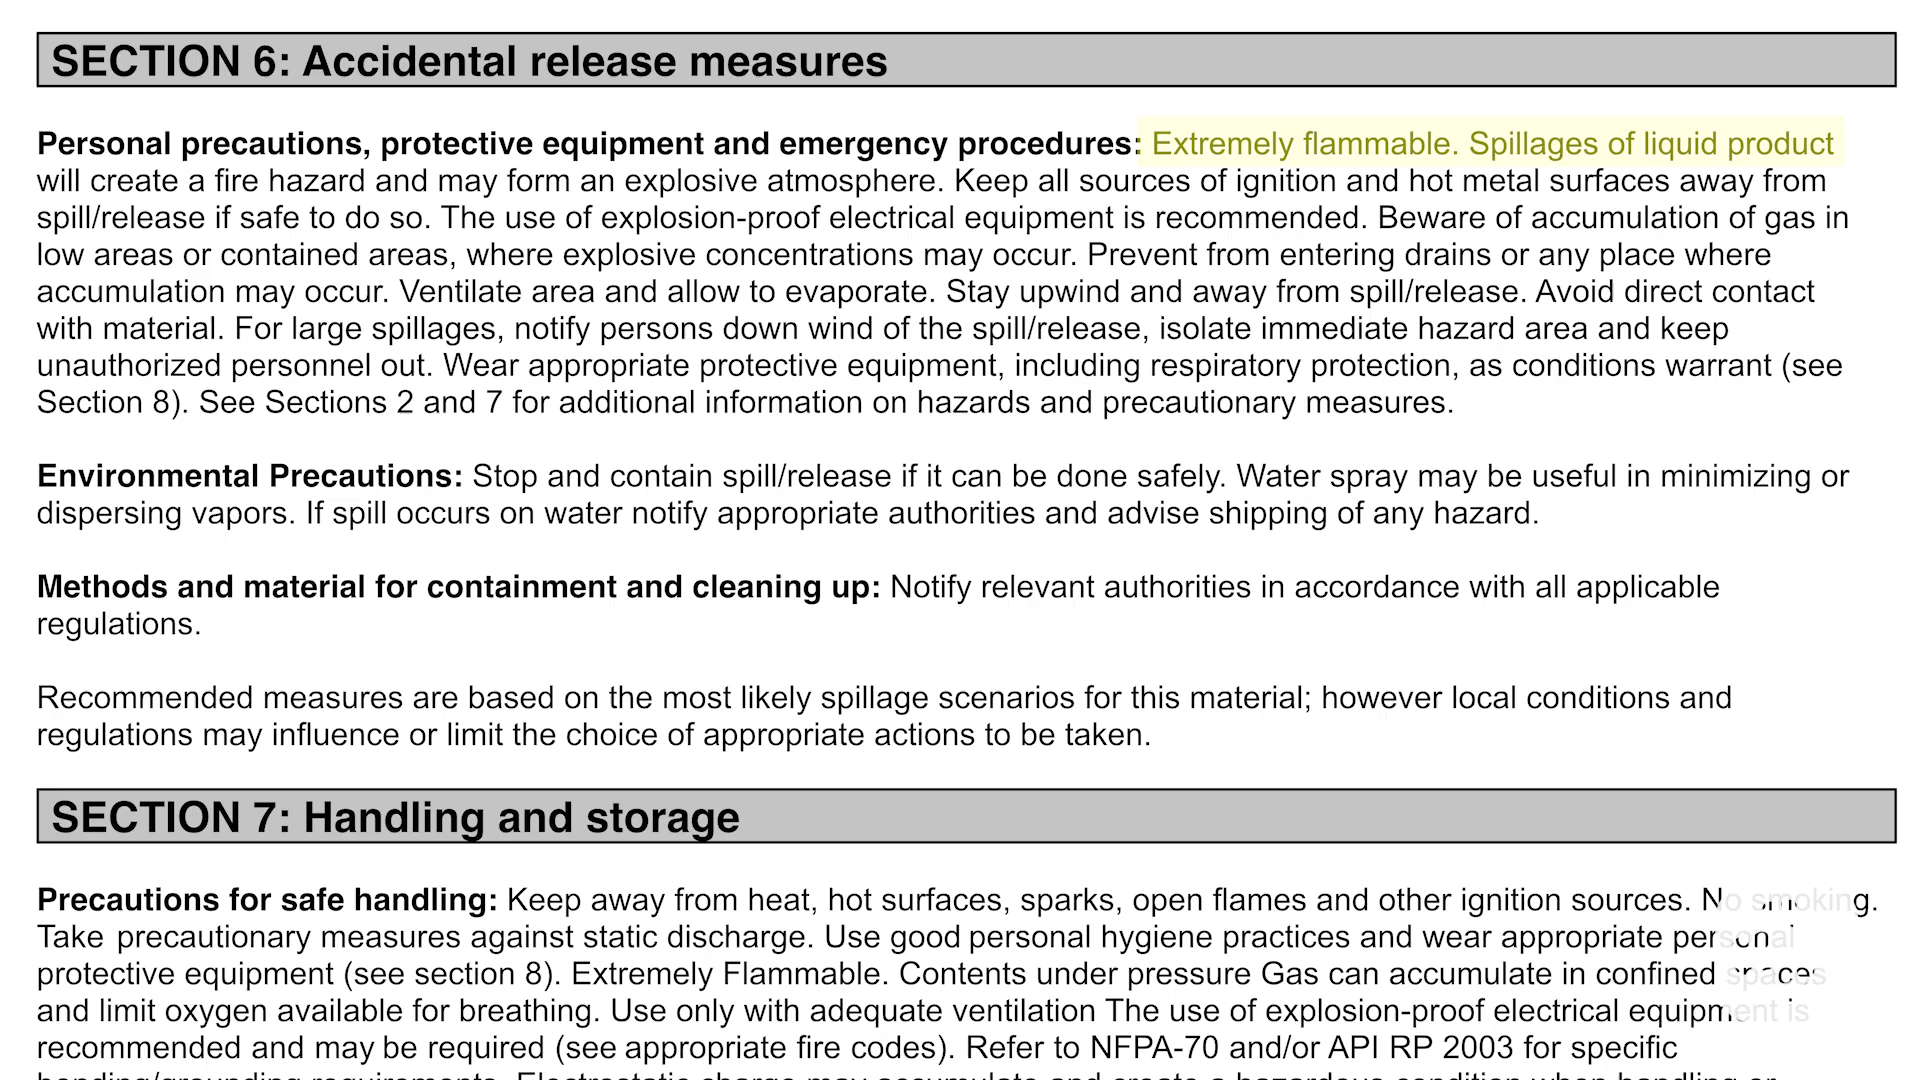 SECTION 6: Accidental release measures
Personal precautions, protective equipment and emergency procedures: Extremely flammable. Spillages of liquid product
will create a fire hazard and may form an explosive atmosphere. Keep all sources of ignition and hot metal surfaces away from
spill/release if safe to do so. The use of explosion-proof electrical equipment is recommended. Beware of accumulation of gas in
low areas or contained areas, where explosive concentrations may occur. Prevent from entering drains or any place where
accumulation may occur. Ventilate area and allow to evaporate. Stay upwind and away from spill/release. Avoid direct contact
with material. For large spillages, notify persons down wind of the spill/release, isolate immediate hazard area and keep
unauthorized personnel out. Wear appropriate protective equipment, including respiratory protection, as conditions warrant (see
Section 8). See Sections 2 and 7 for additional information on hazards and precautionary measures.
Environmental Precautions: Stop and contain spill/release if it can be done safely. Water spray may be useful in minimizing or
dispersing vapors. If spill occurs on water notify appropriate authorities and advise shipping of any hazard.
Methods and material for containment and cleaning up: Notify relevant authorities in accordance with all applicable
regulations.
Recommended measures are based on the most likely spillage scenarios for this material; however local conditions and
regulations may influence or limit the choice of appropriate actions to be taken.
SECTION 7: Handling and storage
Precautions for safe handling: Keep away from heat, hot surfaces, sparks, open flames and other ignition sources. No smoking.
Take precautionary measures against static discharge. Use good personal hygiene practices and wear appropriate personal
protective equipment (see section 8). Extremely Flammable. Contents under pressure Gas can accumulate in confined spaces
and limit oxygen available for breathing. Use only with adequate ventilation The use of explosion-proof electrical equipment is
recommended and may be required (see appropriate fire codes). Refer to NFPA-70 and/or API RP 2003 for specific
requirements. Electrostatic charge may accumulate and create a hazardous condition when handling or